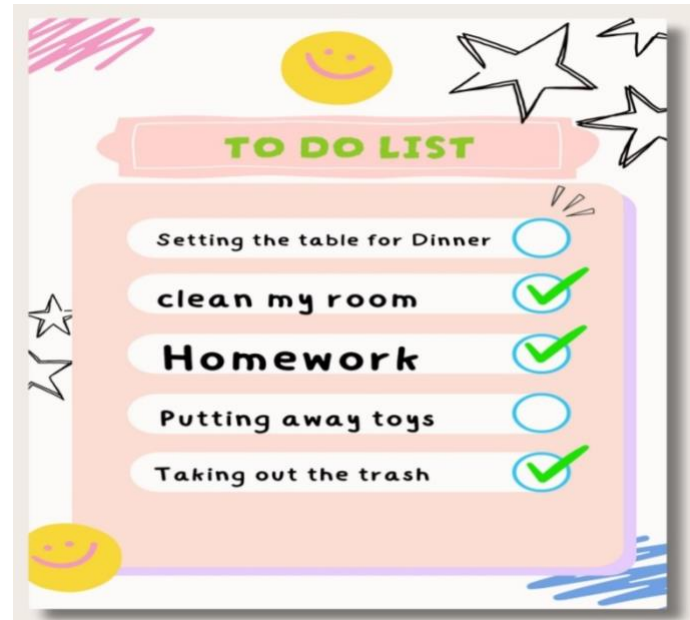 TO DO LIST
Setting the table for Dinner
clean my room
Homework
Putting away toys
Taking out the trash